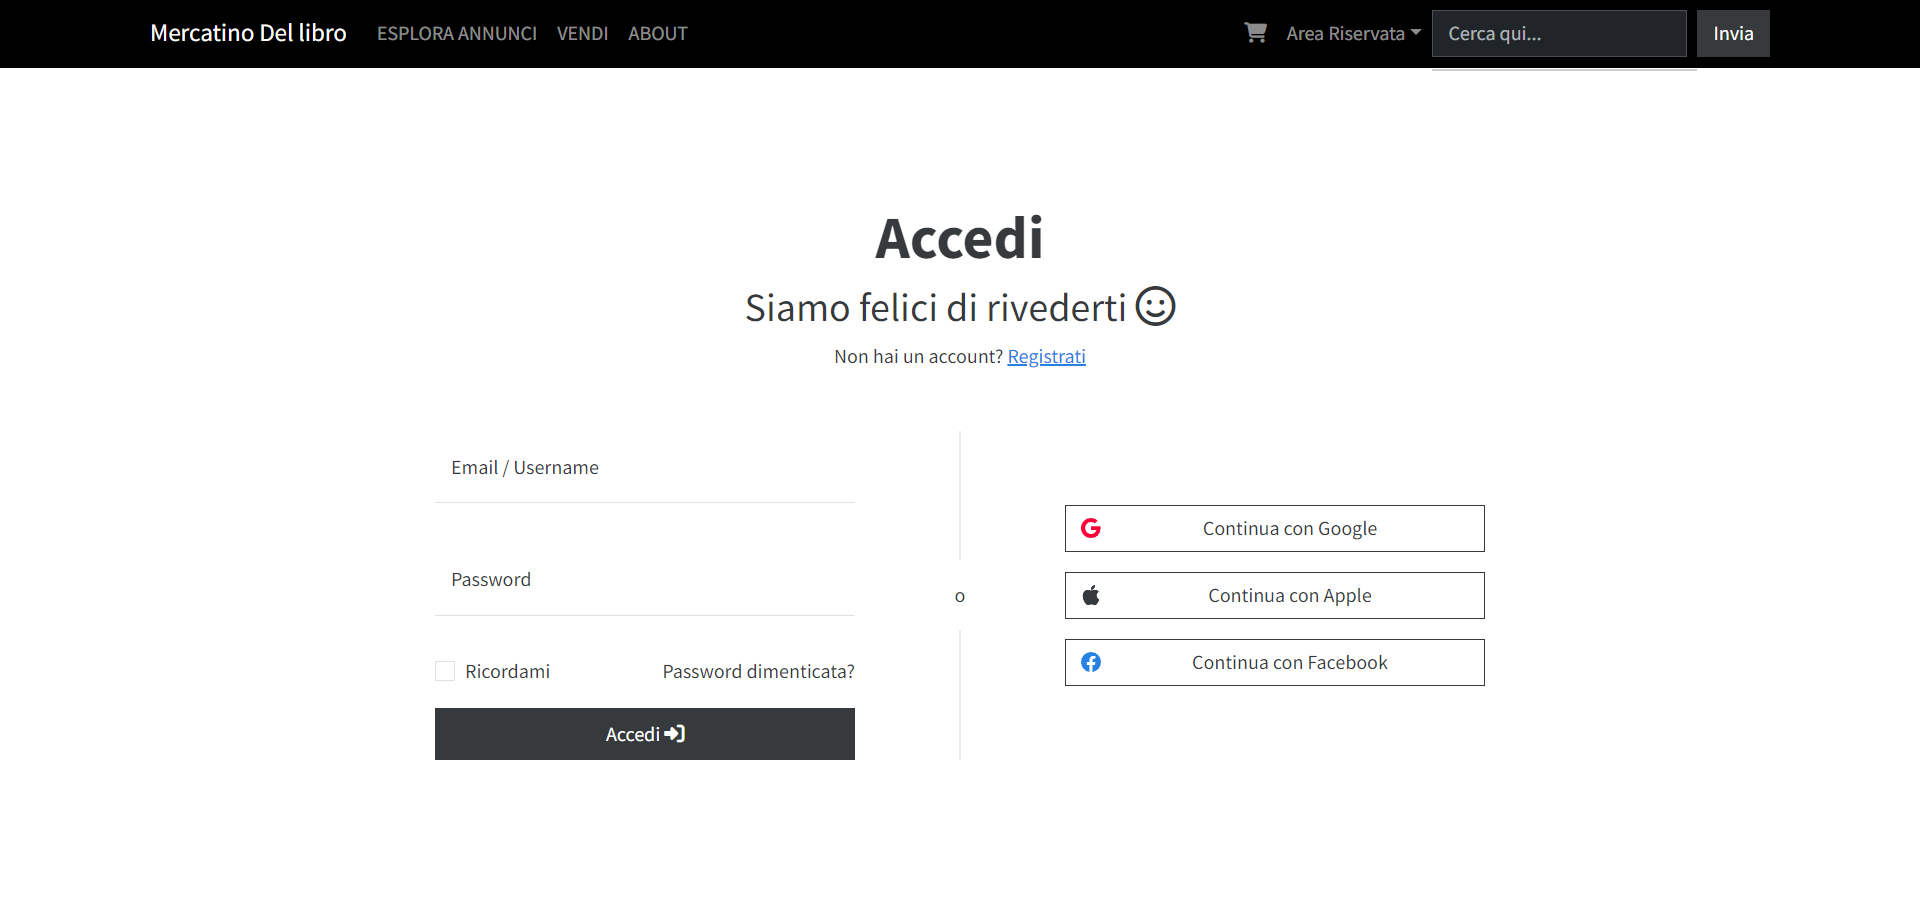 Mercatino Del libro ESPLORA ANNUNCI VENDI ABOUT Area Riservata Cerca qui... Invia
Accedi
Siamo felici di rivederti
Non hai un account? Registrati
Email / Username
Password
Ricordami Password dimenticata?
Accedi
o
Continua con Google
Continua con Apple
Continua con Facebook